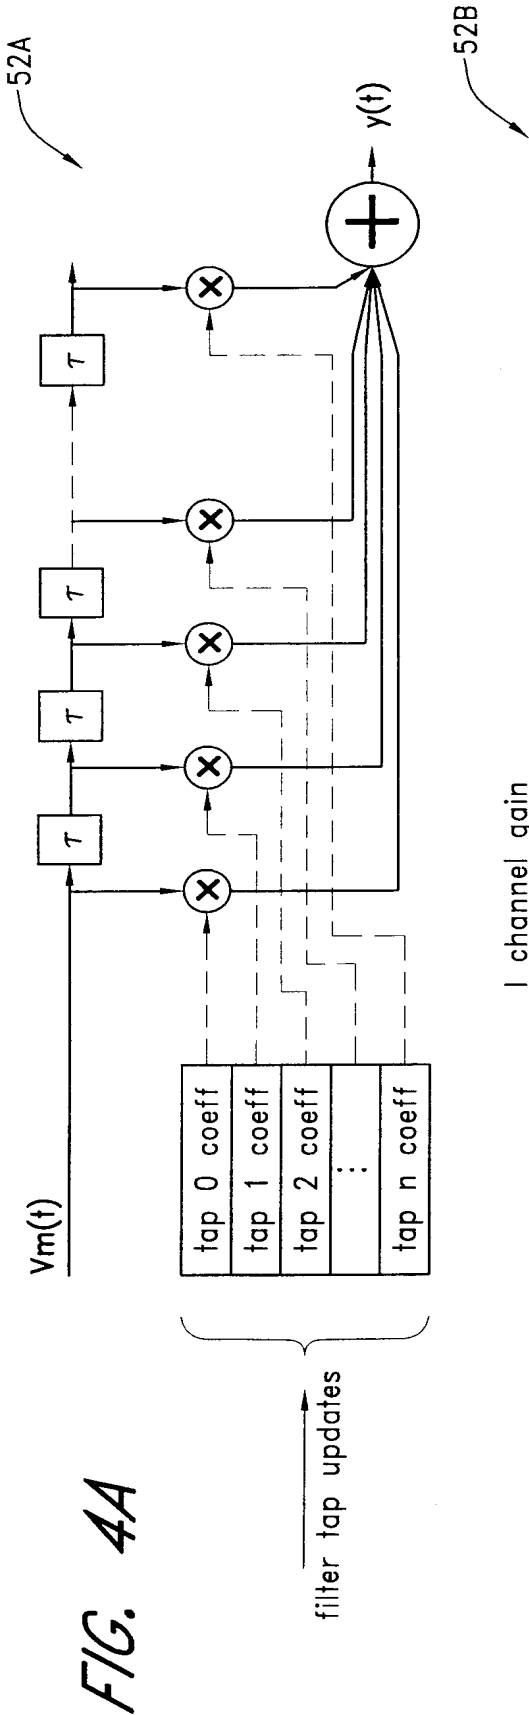 FIG. 4A
52A
Vm(t)
τ
τ
τ
τ
filter tap updates
tap 0 coeff
tap 1 coeff
tap 2 coeff
...
tap n coeff
×
×
×
×
×
+
y(t)
52B
I channel gain